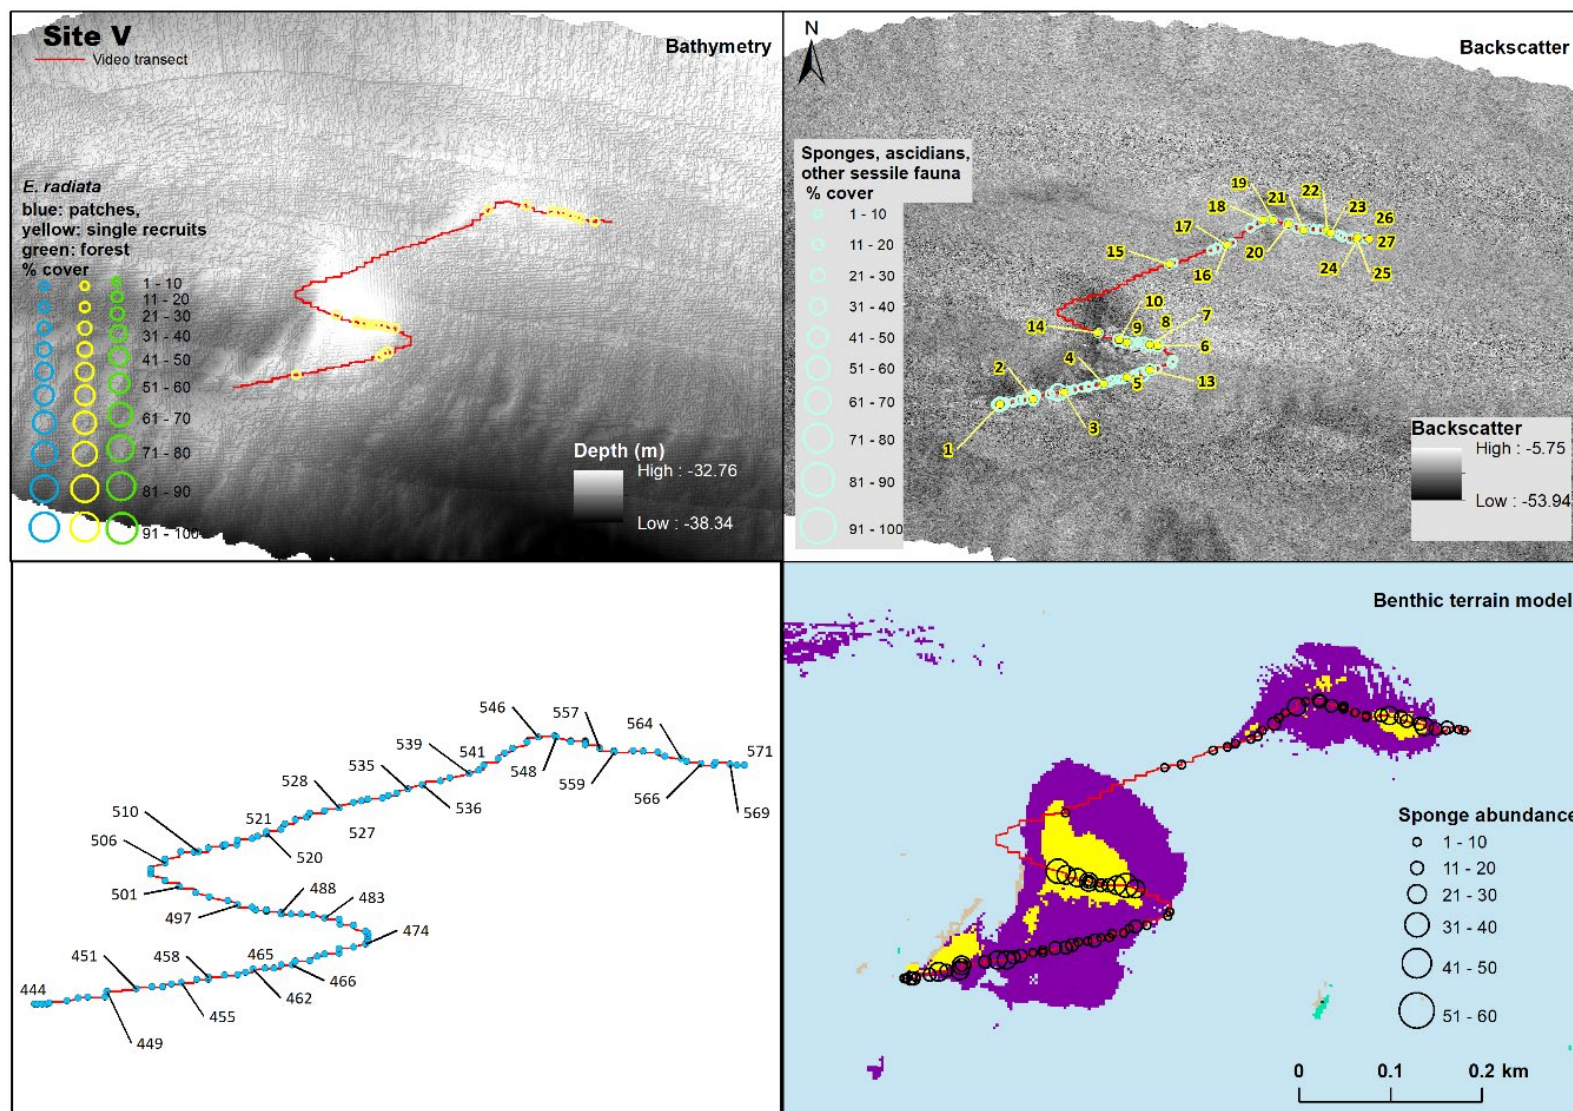 Site V
Video transect
Bathymetry
E. radiata
blue: patches,
yellow: single recruits
green: forest
% cover
1 - 10
11 - 20
21 - 30
31 - 40
41 - 50
51 - 60
61 - 70
71 - 80
81 - 90
91 - 100
Depth (m)
High : -32.76
Low : -38.34
N
Backscatter
Sponges, ascidians,
other sessile fauna
% cover
1 - 10
11 - 20
21 - 30
31 - 40
41 - 50
51 - 60
61 - 70
71 - 80
81 - 90
91 - 100
19
21
22
18
23
26
17
27
15
20
16
24
25
10
7
14
9
8
6
4
2
5
13
3
1
Backscatter
High : -5.75
Low : -53.94
546
557
564
539
541
571
535
548
559
528
566
569
510
521
536
527
506
520
501
488
483
497
474
451
458
465
466
444
462
455
449
Benthic terrain model
Sponge abundance
1 - 10
11 - 20
21 - 30
31 - 40
41 - 50
51 - 60
0 0.1 0.2 km